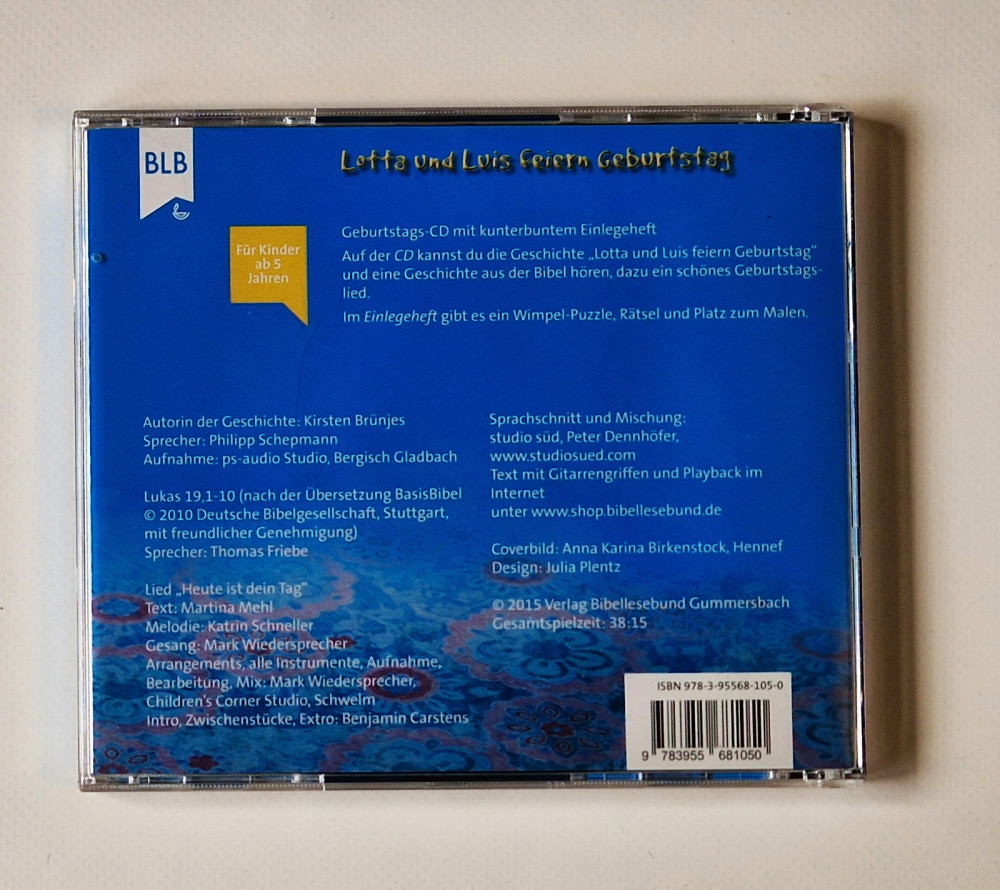 BLB
Lotta und Luis feiern Geburtstag
Für Kinder
ab 5
Jahren
Geburtstags-CD mit kunterbuntem Einlegeheft
Auf der CD kannst du die Geschichte „Lotta und Luis feiern Geburtstag“
und eine Geschichte aus der Bibel hören, dazu ein schönes Geburtstags-
lied.
Im Einlegeheft gibt es ein Wimpel-Puzzle, Rätsel und Platz zum Malen.
Autorin der Geschichte: Kirsten Brünjes
Sprecher: Philipp Schepmann
Aufnahme: ps-audio Studio, Bergisch Gladbach
Lukas 19,1-10 (nach der Übersetzung BasisBibel
© 2010 Deutsche Bibelgesellschaft, Stuttgart,
mit freundlicher Genehmigung)
Sprecher: Thomas Friebe
Lied „Heute ist dein Tag“
Text: Martina Mehl
Melodie: Katrin Schneller
Gesang: Mark Wiedersprecher
Arrangements, alle Instrumente, Aufnahme,
Bearbeitung, Mix: Mark Wiedersprecher,
Children's Corner Studio, Schwelm
Intro, Zwischenstücke, Extro: Benjamin Carstens
Sprachschnitt und Mischung:
studio süd, Peter Dennhöfer,
www.studiosued.com
Text mit Gitarrengriffen und Playback im
Internet
unter www.shop.bibellesebund.de
Coverbild: Anna Karina Birkenstock, Hennef
Design: Julia Plentz
© 2015 Verlag Bibellesebund Gummersbach
Gesamtspielzeit: 38:15
ISBN 978-3-95568-105-0
9 783955 681050